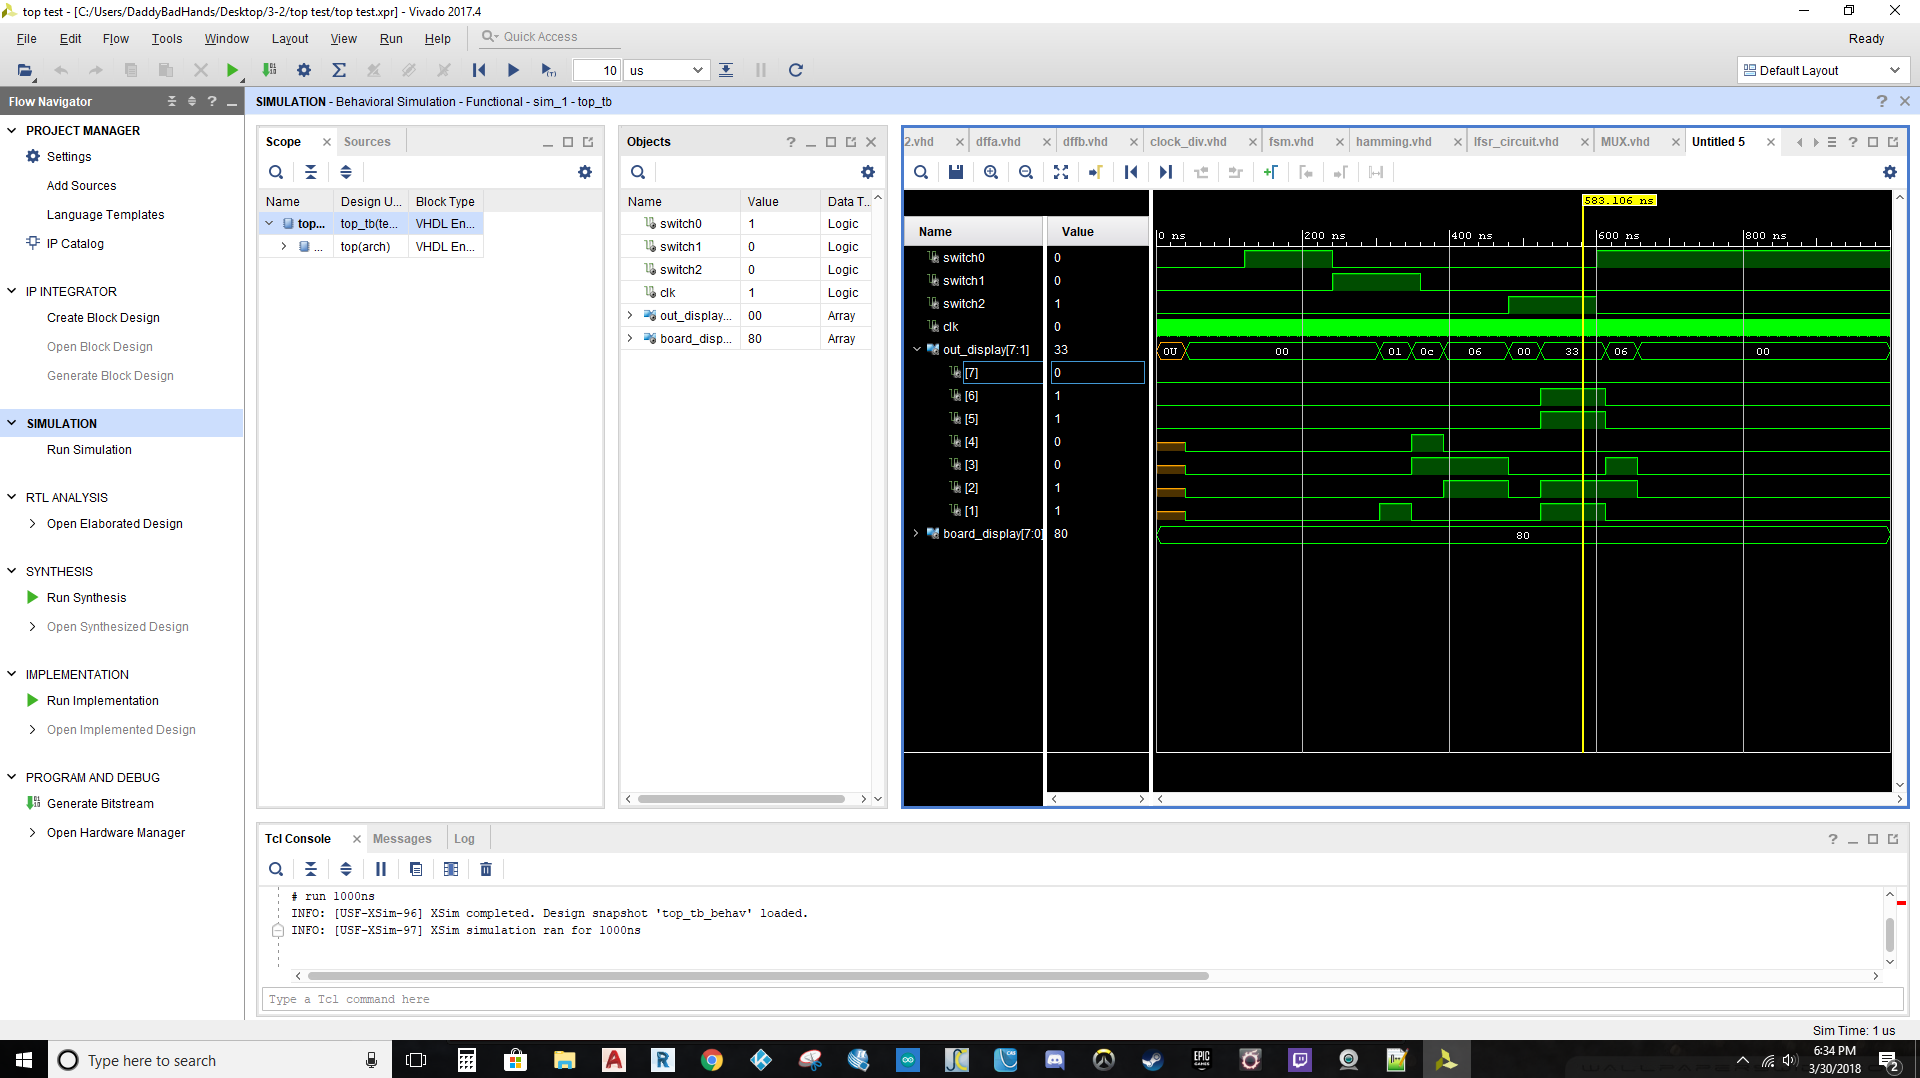 top test - [C:/Users/DaddyBadHands/Desktop/3-2/top test/top test.xpr] - Vivado 2017.4
File Edit Flow Tools Window Layout View Run Help Quick Access Ready
10 us Default Layout
Flow Navigator
SIMULATION - Behavioral Simulation - Functional - sim_1 - top_tb
PROJECT MANAGER
Settings
Add Sources
Language Templates
IP Catalog
IP INTEGRATOR
Create Block Design
Open Block Design
Generate Block Design
SIMULATION
Run Simulation
RTL ANALYSIS
Open Elaborated Design
SYNTHESIS
Run Synthesis
Open Synthesized Design
IMPLEMENTATION
Run Implementation
Open Implemented Design
PROGRAM AND DEBUG
Generate Bitstream
Open Hardware Manager
Scope Sources
Name Design U... Block Type
top... top_tb(te... VHDL En...
... top(arch) VHDL En...
Objects
Name Value Data T...
switch0 1 Logic
switch1 0 Logic
switch2 0 Logic
clk 1 Logic
out_display... 00 Array
board_disp... 80 Array
2.vhd dffa.vhd dffb.vhd clock_div.vhd fsm.vhd hamming.vhd lfsr_circuit.vhd MUX.vhd Untitled 5
583.106 ns
Name Value
0 ns 200 ns 400 ns 600 ns 800 ns
switch0 0
switch1 0
switch2 1
clk 0
out_display[7:1] 33 0U 00 01 0c 06 00 33 06 00
[7] 0
[6] 1
[5] 1
[4] 0
[3] 0
[2] 1
[1] 1
board_display[7:0] 80 80
Tcl Console Messages Log
# run 1000ns
INFO: [USF-XSim-96] XSim completed. Design snapshot 'top_tb_behav' loaded.
INFO: [USF-XSim-97] XSim simulation ran for 1000ns
Type a Tcl command here
Sim Time: 1 us
Type here to search
6:34 PM
3/30/2018
2